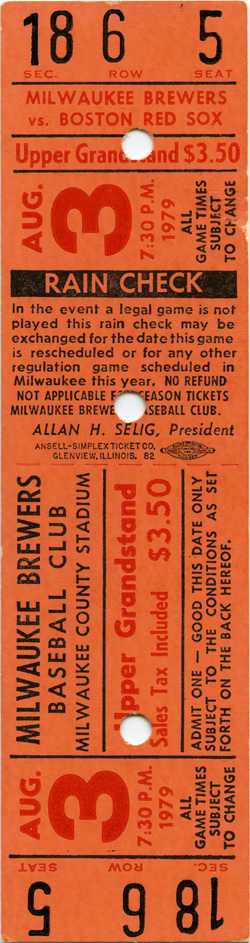 18 6 5
SEC. ROW SEAT
MILWAUKEE BREWERS
vs. BOSTON RED SOX
Upper Grandstand $3.50
AUG.
3
7:30 P.M.
1979
ALL
GAME TIMES
SUBJECT
TO CHANGE
RAIN CHECK
In the event a legal game is not
played this rain check may be
exchanged for the date this game
is rescheduled or for any other
regulation game scheduled in
Milwaukee this year. NO REFUND
NOT APPLICABLE FOR SEASON TICKETS
MILWAUKEE BREWERS BASEBALL CLUB.
ALLAN H. SELIG, President
ANSELL-SIMPLEX TICKET CO.
GLENVIEW, ILLINOIS. 82
MILWAUKEE BREWERS
BASEBALL CLUB
MILWAUKEE COUNTY STADIUM
Upper Grandstand
Sales Tax Included $3.50
ADMIT ONE — GOOD THIS DATE ONLY
SUBJECT TO THE CONDITIONS AS SET
FORTH ON THE BACK HEREOF.
AUG.
3
7:30 P.M.
1979
ALL
GAME TIMES
SUBJECT
TO CHANGE
SEC. ROW SEAT
18 6 5